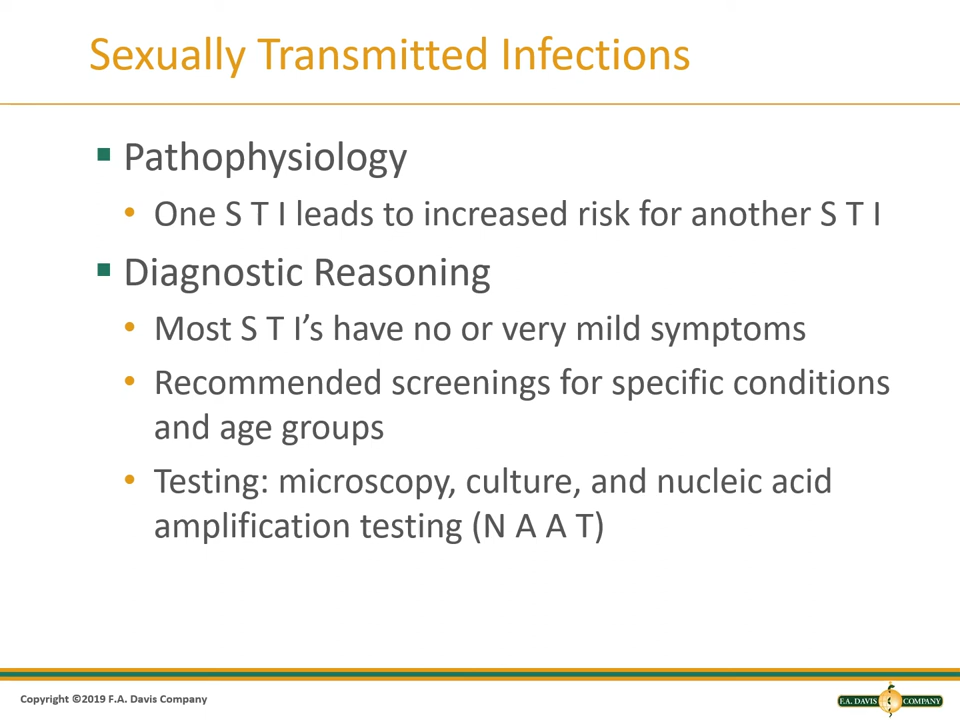 Sexually Transmitted Infections
Pathophysiology
One S T I leads to increased risk for another S T I
Diagnostic Reasoning
Most S T I’s have no or very mild symptoms
Recommended screenings for specific conditions
and age groups
Testing: microscopy, culture, and nucleic acid
amplification testing (N A A T)
Copyright ©2019 F.A. Davis Company
F.A. DAVIS COMPANY